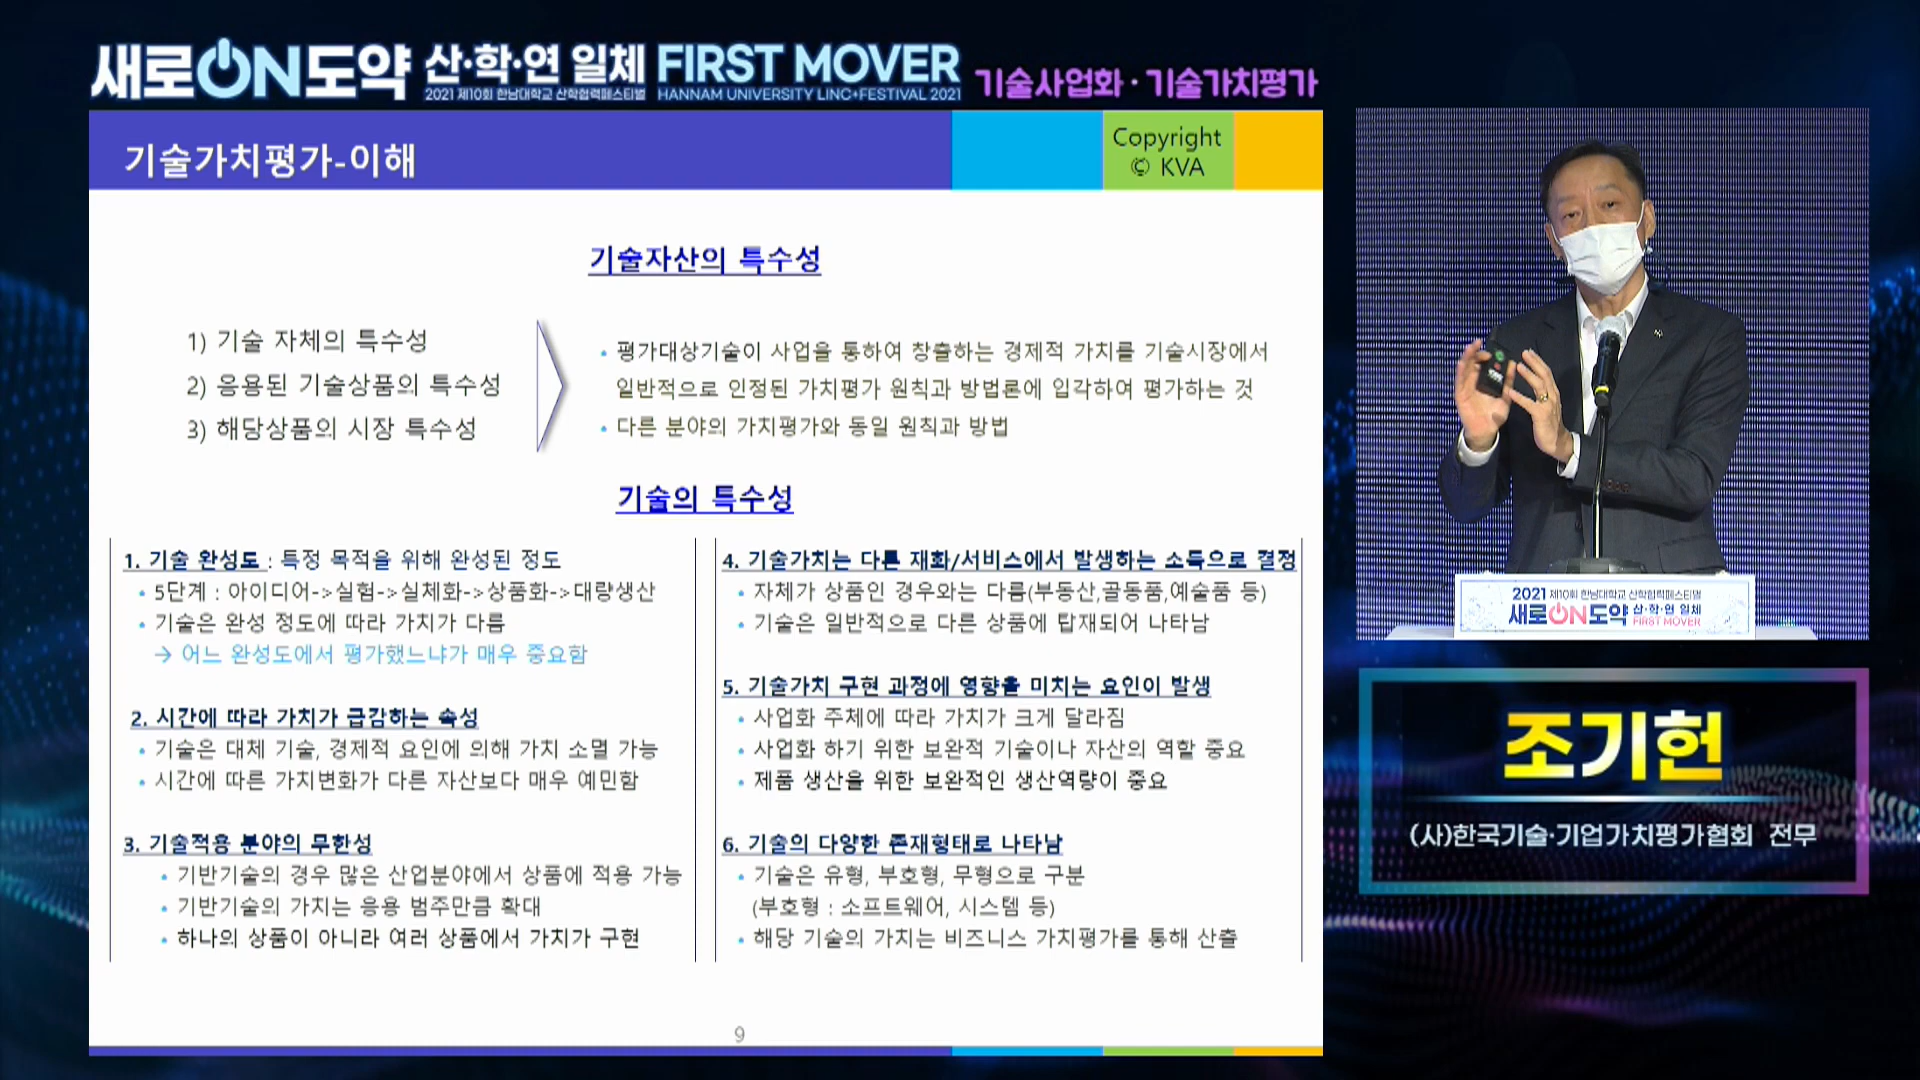 새로ON도약 산·학·연 일체 FIRST MOVER
2021 제10회 한남대학교 산학협력페스티벌 HANNAM UNIVERSITY LINC+FESTIVAL 2021
기술사업화·기술가치평가
기술가치평가-이해
Copyright
© KVA
기술자산의 특수성
1) 기술 자체의 특수성
2) 응용된 기술상품의 특수성
3) 해당상품의 시장 특수성
• 평가대상기술이 사업을 통하여 창출하는 경제적 가치를 기술시장에서
일반적으로 인정된 가치평가 원칙과 방법론에 입각하여 평가하는 것
• 다른 분야의 가치평가와 동일 원칙과 방법
기술의 특수성
1. 기술 완성도 : 특정 목적을 위해 완성된 정도
• 5단계 : 아이디어->실험->실체화->상품화->대량생산
• 기술은 완성 정도에 따라 가치가 다름
→ 어느 완성도에서 평가했느냐가 매우 중요함
2. 시간에 따라 가치가 급감하는 속성
• 기술은 대체 기술, 경제적 요인에 의해 가치 소멸 가능
• 시간에 따른 가치변화가 다른 자산보다 매우 예민함
3. 기술적용 분야의 무한성
• 기반기술의 경우 많은 산업분야에서 상품에 적용 가능
• 기반기술의 가치는 응용 범주만큼 확대
• 하나의 상품이 아니라 여러 상품에서 가치가 구현
4. 기술가치는 다른 재화/서비스에서 발생하는 소득으로 결정
• 자체가 상품인 경우와는 다름(부동산,골동품,예술품 등)
• 기술은 일반적으로 다른 상품에 탑재되어 나타남
5. 기술가치 구현 과정에 영향을 미치는 요인이 발생
• 사업화 주체에 따라 가치가 크게 달라짐
• 사업화 하기 위한 보완적 기술이나 자산의 역할 중요
• 제품 생산을 위한 보완적인 생산역량이 중요
6. 기술의 다양한 존재형태로 나타남
• 기술은 유형, 부호형, 무형으로 구분
(부호형 : 소프트웨어, 시스템 등)
• 해당 기술의 가치는 비즈니스 가치평가를 통해 산출
9
2021 제10회 한남대학교 산학협력페스티벌
새로ON도약 산·학·연 일체
FIRST MOVER
조기헌
(사)한국기술·기업가치평가협회 전무